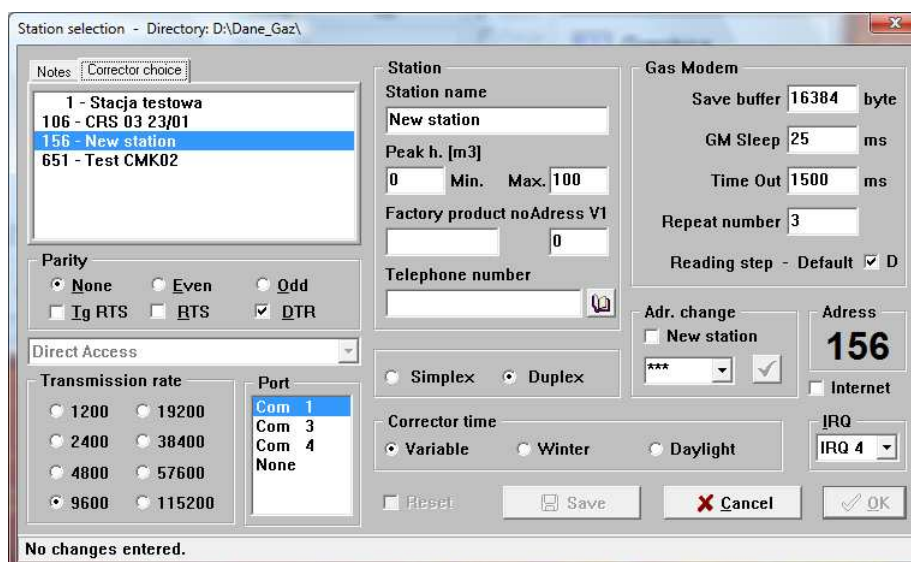 Station selection - Directory: D:\Dane_Gaz\
Notes Corrector choice
1 - Stacja testowa
106 - CRS 03 23/01
156 - New station
651 - Test CMK02
Parity
None Even Odd
Tg RTS RTS DTR
Direct Access
Transmission rate
1200 19200
2400 38400
4800 57600
9600 115200
Port
Com 1
Com 3
Com 4
None
Station
Station name
New station
Peak h. [m3]
0 Min. Max. 100
Factory product noAdress V1
0
Telephone number
Simplex Duplex
Corrector time
Variable Winter Daylight
Gas Modem
Save buffer 16384 byte
GM Sleep 25 ms
Time Out 1500 ms
Repeat number 3
Reading step - Default D
Adr. change
New station
***
Adress
156
Internet
IRQ
IRQ 4
Reset Save Cancel OK
No changes entered.